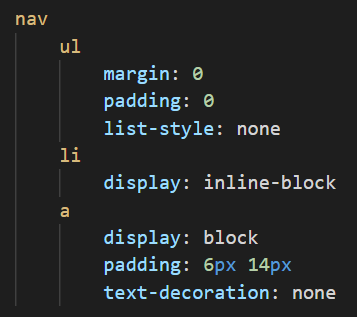 nav
ul
margin: 0
padding: 0
list-style: none
li
display: inline-block
a
display: block
padding: 6px 14px
text-decoration: none